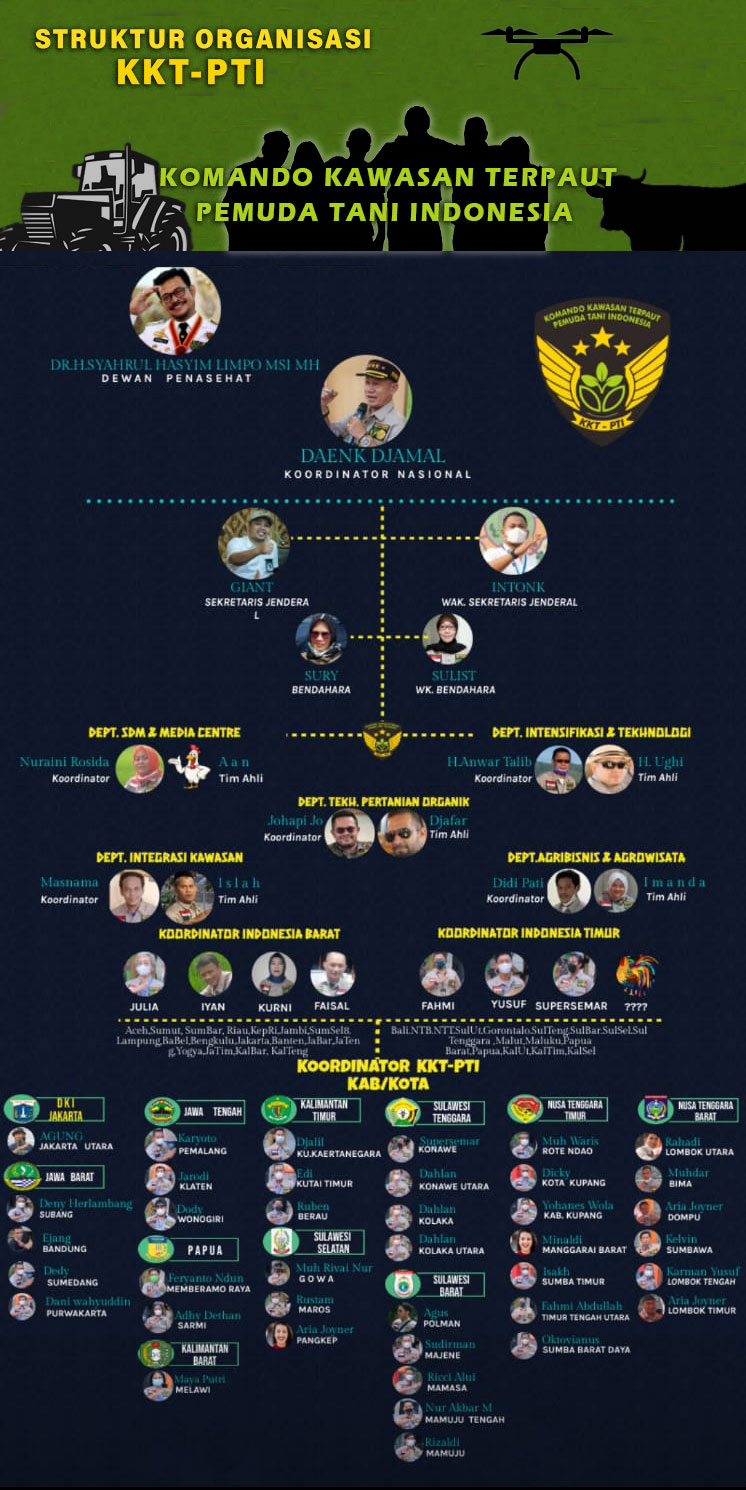 STRUKTUR ORGANISASI
KKT-PTI
KOMANDO KAWASAN TERPAUT
PEMUDA TANI INDONESIA
DR.H.SYAHRUL HASYIM LIMPO MSI MH
DEWAN PENASEHAT
KOMANDO KAWASAN TERPAUT
PEMUDA TANI INDONESIA
KKT - PTI
DAENK DJAMAL
KOORDINATOR NASIONAL
GIANT
SEKRETARIS JENDERA
L
INTONK
WAK. SEKRETARIS JENDERAL
SURY
BENDAHARA
SULIST
WK. BENDAHARA
DEPT. SDM & MEDIA CENTRE
Nuraini Rosida
Koordinator
A a n
Tim Ahli
DEPT. INTENSIFIKASI & TEKHNOLOGI
H.Anwar Talib
Koordinator
H. Ughi
Tim Ahli
DEPT. TEKH. PERTANIAN ORGANIK
Johapi Jo
Koordinator
Djafar
Tim Ahli
DEPT. INTEGRASI KAWASAN
Masnama
Koordinator
I s l a h
Tim Ahli
DEPT.AGRIBISNIS & AGROWISATA
Didi Pati
Koordinator
I m a n d a
Tim Ahli
KOORDINATOR INDONESIA BARAT
JULIA
IYAN
KURNI
FAISAL
Aceh,Sumut, SumBar, Riau,KepRi,Jambi,SumSel8.
Lampung,BaBel,Bengkulu,Jakarta,Banten,JaBar,JaTen
g,Yogya,JaTim,KalBar, KalTeng
KOORDINATOR INDONESIA TIMUR
FAHMI
YUSUF
SUPERSEMAR
????
Bali,NTB,NTT,SulUt,Gorontalo,SulTeng,SulBar,SulSel,Sul
Tenggara ,Malut,Maluku,Papua
Barat,Papua,KalUt,KalTim,KalSel
KOORDINATOR KKT-PTI
KAB/KOTA
DKI
JAKARTA
AGUNG
JAKARTA UTARA
JAWA BARAT
Deny Herlambang
SUBANG
Ejang
BANDUNG
Dedy
SUMEDANG
Dani wahyuddin
PURWAKARTA
JAWA TENGAH
Karyoto
PEMALANG
Jarodi
KLATEN
Dody
WONOGIRI
PAPUA
Feryanto Ndun
MEMBERAMO RAYA
Adhy Dethan
SARMI
KALIMANTAN
BARAT
Maya Putri
MELAWI
KALIMANTAN
TIMUR
Djalil
KU.KAERTANEGARA
Edi
KUTAI TIMUR
Ruben
BERAU
SULAWESI
SELATAN
Muh Rivai Nur
G O W A
Rustam
MAROS
Aria Joyner
PANGKEP
SULAWESI
TENGGARA
Supersemar
KONAWE
Dahlan
KONAWE UTARA
Dahlan
KOLAKA
Dahlan
KOLAKA UTARA
SULAWESI
BARAT
Agus
POLMAN
Sudirman
MAJENE
Ricci Alui
MAMASA
Nur Akbar M
MAMUJU TENGAH
Rizaldi
MAMUJU
NUSA TENGGARA
TIMUR
Muh Waris
ROTE NDAO
Dicky
KOTA KUPANG
Yohanes Wola
KAB. KUPANG
Minaldi
MANGGARAI BARAT
Isakh
SUMBA TIMUR
Fahmi Abdullah
TIMUR TENGAH UTARA
Oktovianus
SUMBA BARAT DAYA
NUSA TENGGARA
BARAT
Rahadi
LOMBOK UTARA
Muhdar
BIMA
Aria Joyner
DOMPU
Kelvin
SUMBAWA
Karman Yusuf
LOMBOK TENGAH
Aria Joyner
LOMBOK TIMUR